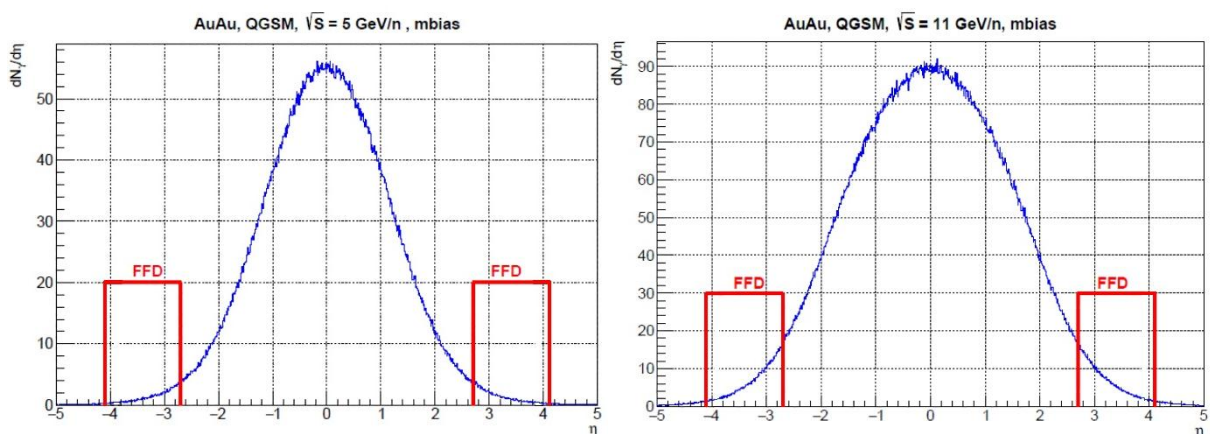 AuAu, QGSM, √S = 5 GeV/n , mbias
dNγ/dη
50
40
30
20
10
0
FFD
FFD
−5 −4 −3 −2 −1 0 1 2 3 4 5
η
AuAu, QGSM, √S = 11 GeV/n, mbias
dNγ/dη
90
80
70
60
50
40
30
20
10
0
FFD
FFD
−5 −4 −3 −2 −1 0 1 2 3 4 5
η